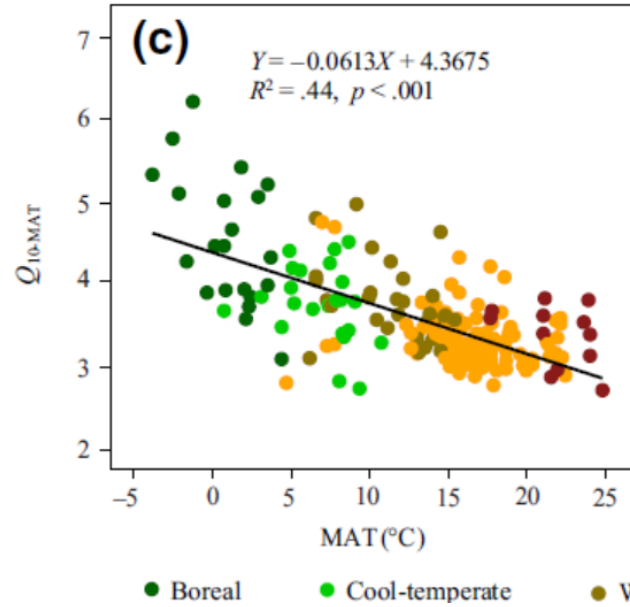 (c)
Y = −0.0613X + 4.3675
R² = .44, p < .001
7
6
5
4
3
2
Q₁₀₋MAT
−5 0 5 10 15 20 25
MAT (°C)
Boreal Cool-temperate